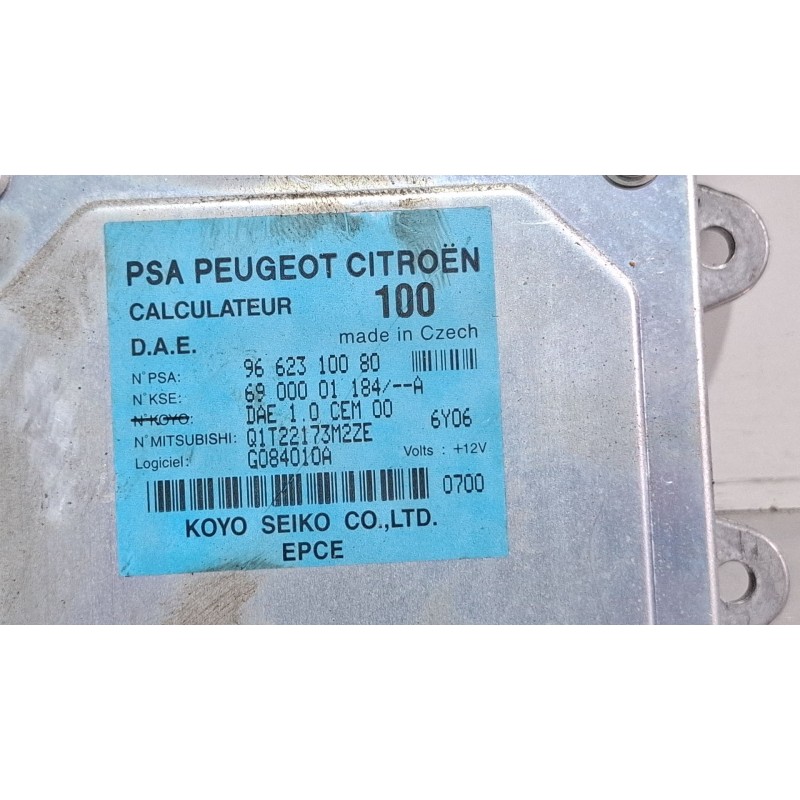 PSA PEUGEOT CITROËN
CALCULATEUR 100
D.A.E. made in Czech
N°PSA: 96 623 100 80
N°KSE: 69 000 01 184/--A
N°KOYO: DAE 1.0 CEM 00 6Y06
N°MITSUBISHI: Q1T22173M2ZE
Logiciel: G084010A Volts : +12V
0700
KOYO SEIKO CO.,LTD.
EPCE